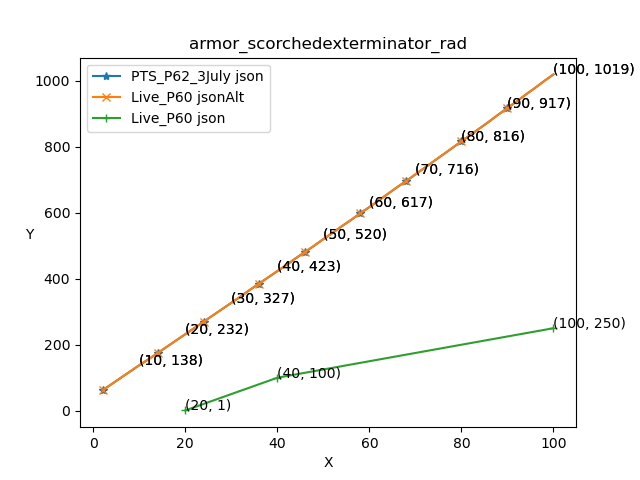 armor_scorchedexterminator_rad
PTS_P62_3July json
Live_P60 jsonAlt
Live_P60 json
(100, 1019)
(90, 917)
(80, 816)
(70, 716)
(60, 617)
(50, 520)
(40, 423)
(30, 327)
(20, 232)
(10, 138)
(100, 250)
(40, 100)
(20, 1)
Y
1000
800
600
400
200
0
0 20 40 60 80 100
X